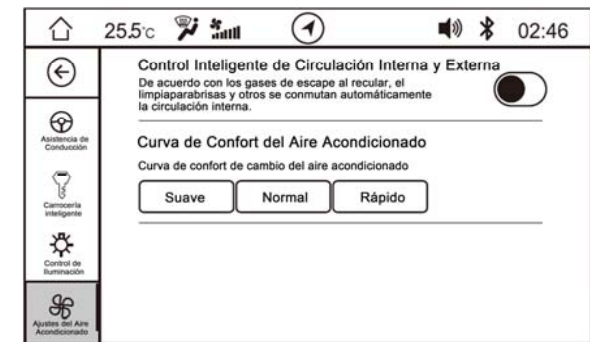 25.5°c
02:46
Control Inteligente de Circulación Interna y Externa
De acuerdo con los gases de escape al recular, el
limpiaparabrisas y otros se conmutan automáticamente
la circulación interna.
Asistencia de
Conducción
Curva de Confort del Aire Acondicionado
Curva de confort de cambio del aire acondicionado
Suave
Normal
Rápido
Carrocería
inteligente
Control de
Iluminación
Ajustes del Aire
Acondicionado